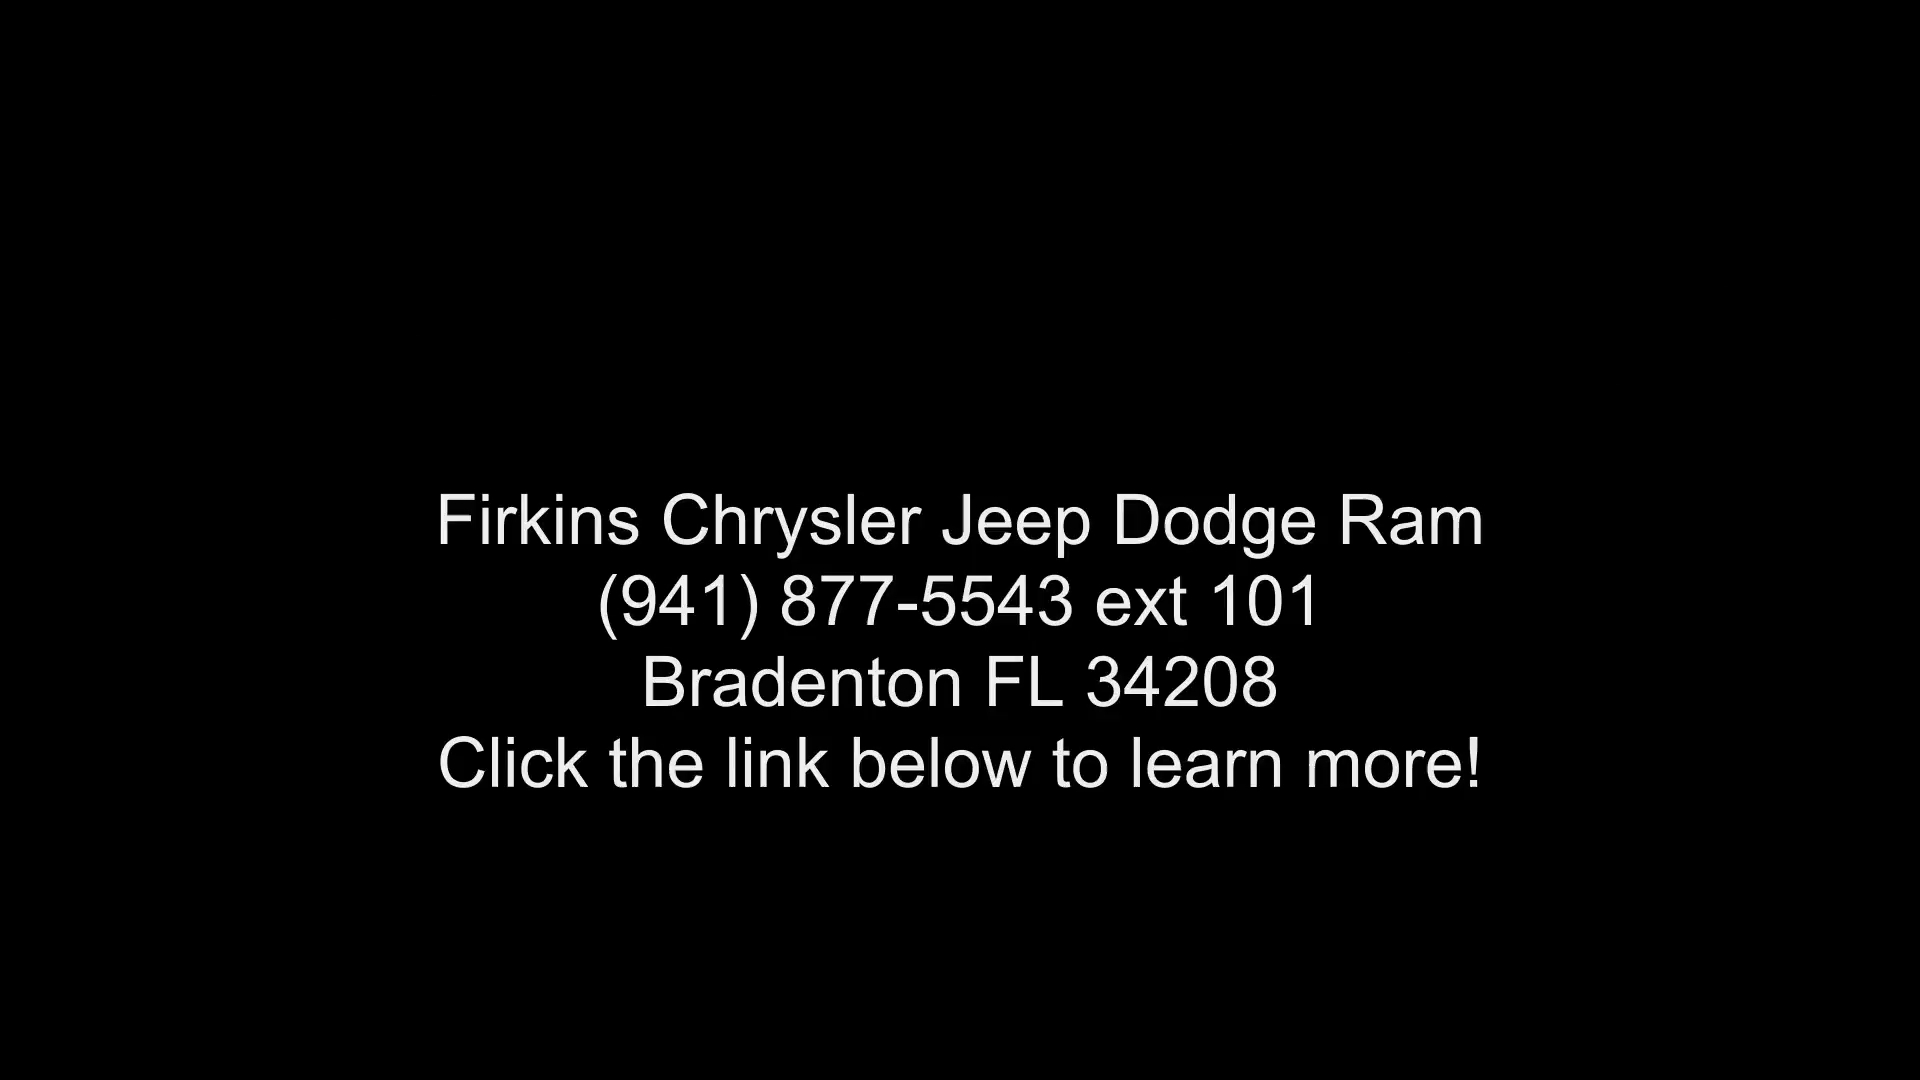 Firkins Chrysler Jeep Dodge Ram
(941) 877-5543 ext 101
Bradenton FL 34208
Click the link below to learn more!